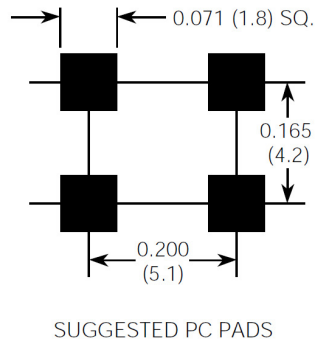 0.071 (1.8) SQ.
0.165
(4.2)
0.200
(5.1)
SUGGESTED PC PADS